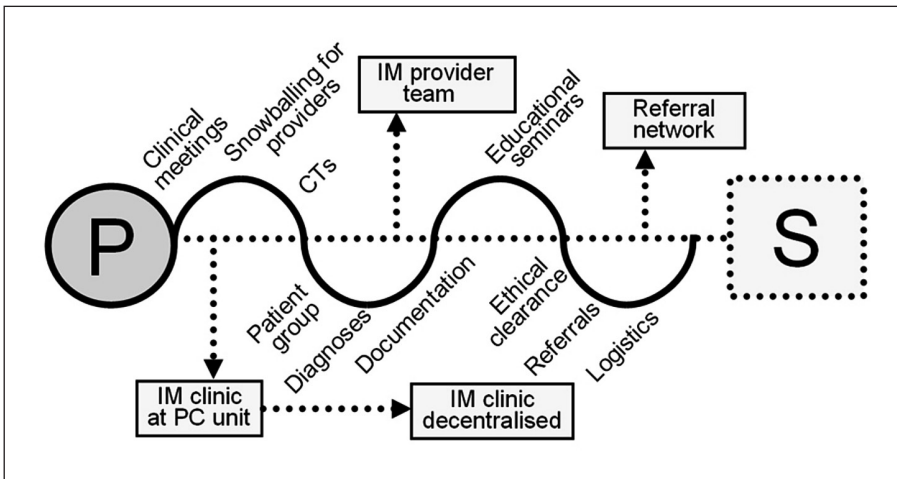 Clinical
meetings
Snowballing for
providers
CTs
IM provider
team
Educational
seminars
Referral
network
P
S
Patient
group
Diagnoses
Documentation
Ethical
clearance
Referrals
Logistics
IM clinic
at PC unit
IM clinic
decentralised